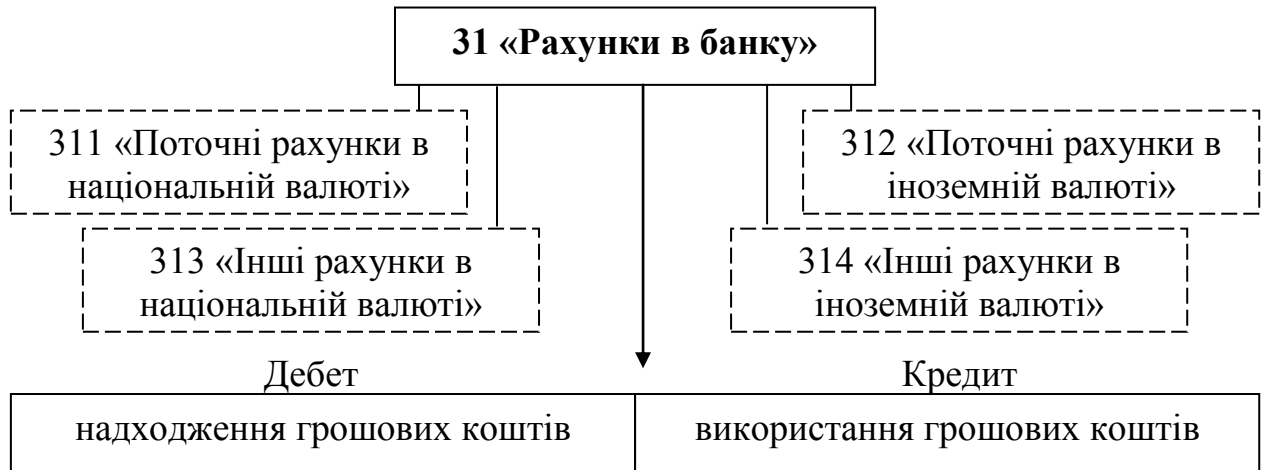 31 «Рахунки в банку»
311 «Поточні рахунки в
національній валюті»
312 «Поточні рахунки в
іноземній валюті»
313 «Інші рахунки в
національній валюті»
314 «Інші рахунки в
іноземній валюті»
Дебет
Кредит
надходження грошових коштів
використання грошових коштів